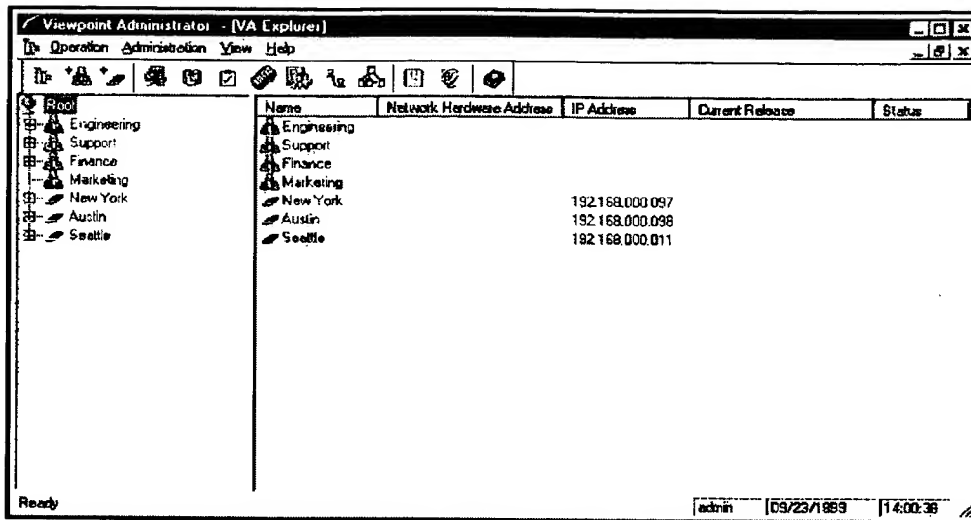 Viewpoint Administrator - [VA Explorer]
Operation Administration View Help
Root
Engineering
Support
Finance
Marketing
New York
Austin
Seattle
Name Network Hardware Address IP Address Current Release Status
Engineering
Support
Finance
Marketing
New York 192.168.000.097
Austin 192.168.000.098
Seattle 192.168.000.011
Ready admin 09/23/1999 14:00:36